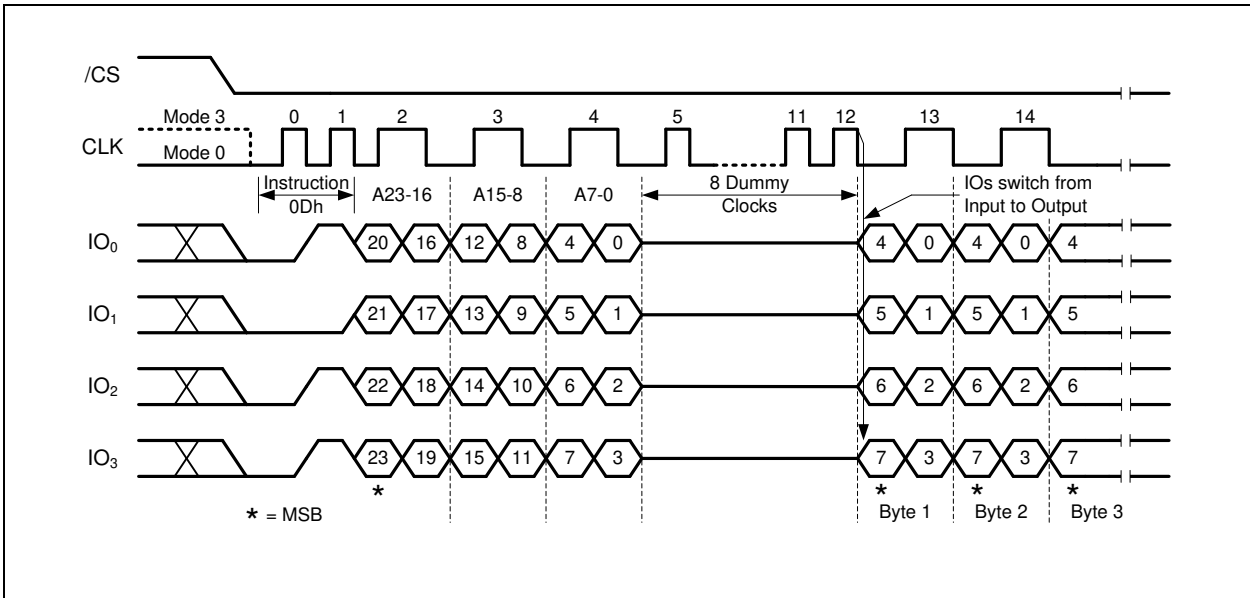 /CS
Mode 3 0 1 2 3 4 5 11 12 13 14
CLK
Mode 0
Instruction
0Dh
A23-16 A15-8 A7-0
8 Dummy
Clocks
IOs switch from
Input to Output
IO₀ 20 16 12 8 4 0 4 0 4 0 4
IO₁ 21 17 13 9 5 1 5 1 5 1 5
IO₂ 22 18 14 10 6 2 6 2 6 2 6
IO₃ 23 19 15 11 7 3 7 3 7 3 7
* * * *
* = MSB
Byte 1 Byte 2 Byte 3